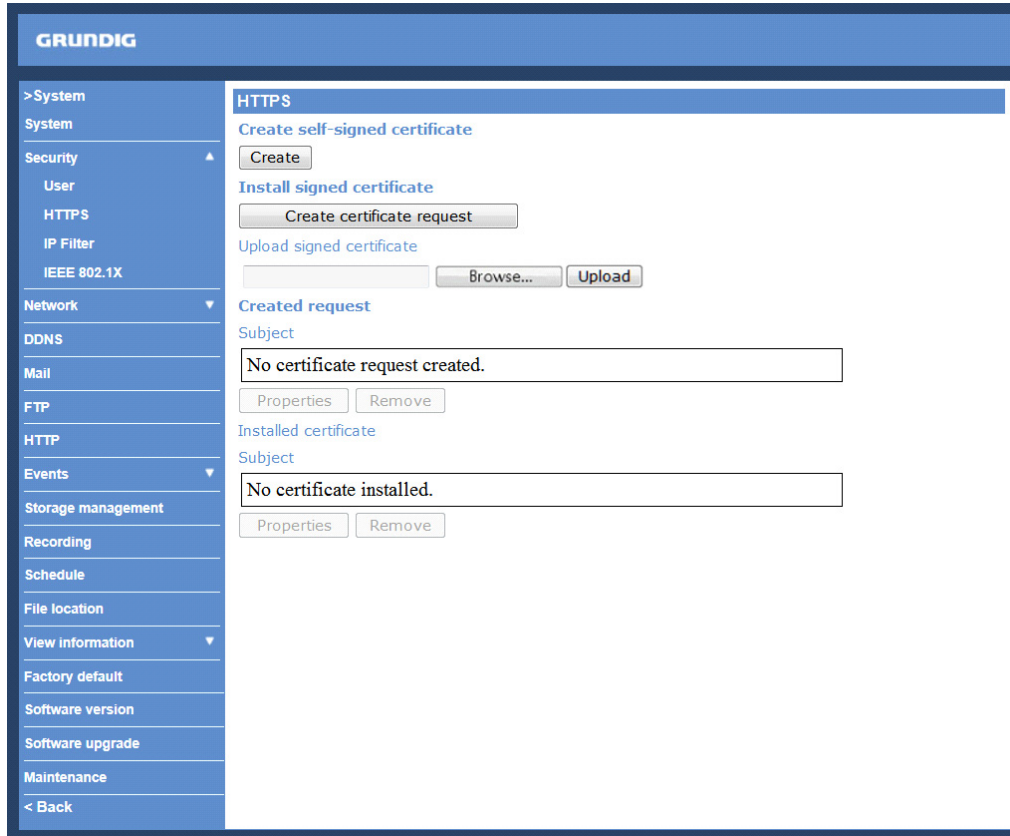 GRUNDIG
>System
System
Security
User
HTTPS
IP Filter
IEEE 802.1X
Network
DDNS
Mail
FTP
HTTP
Events
Storage management
Recording
Schedule
File location
View information
Factory default
Software version
Software upgrade
Maintenance
< Back
HTTPS
Create self-signed certificate
Create
Install signed certificate
Create certificate request
Upload signed certificate
Browse... Upload
Created request
Subject
No certificate request created.
Properties Remove
Installed certificate
Subject
No certificate installed.
Properties Remove